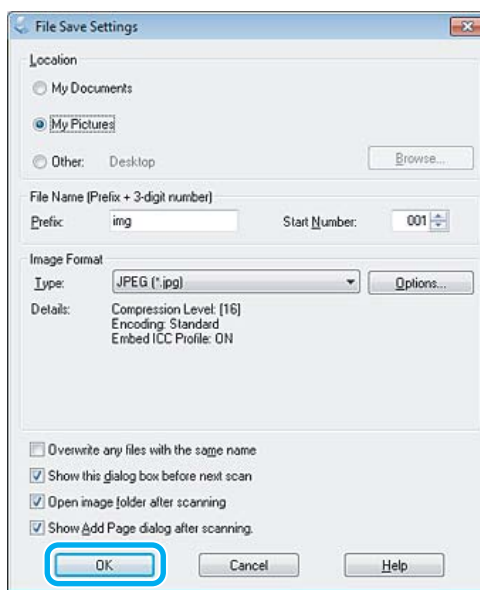 File Save Settings
Location
My Documents
My Pictures
Other: Desktop Browse...
File Name (Prefix + 3-digit number)
Prefix: img Start Number: 001
Image Format
Type: JPEG (*.jpg) Options...
Details: Compression Level: [16]
Encoding: Standard
Embed ICC Profile: ON
Overwrite any files with the same name
Show this dialog box before next scan
Open image folder after scanning
Show Add Page dialog after scanning.
OK Cancel Help